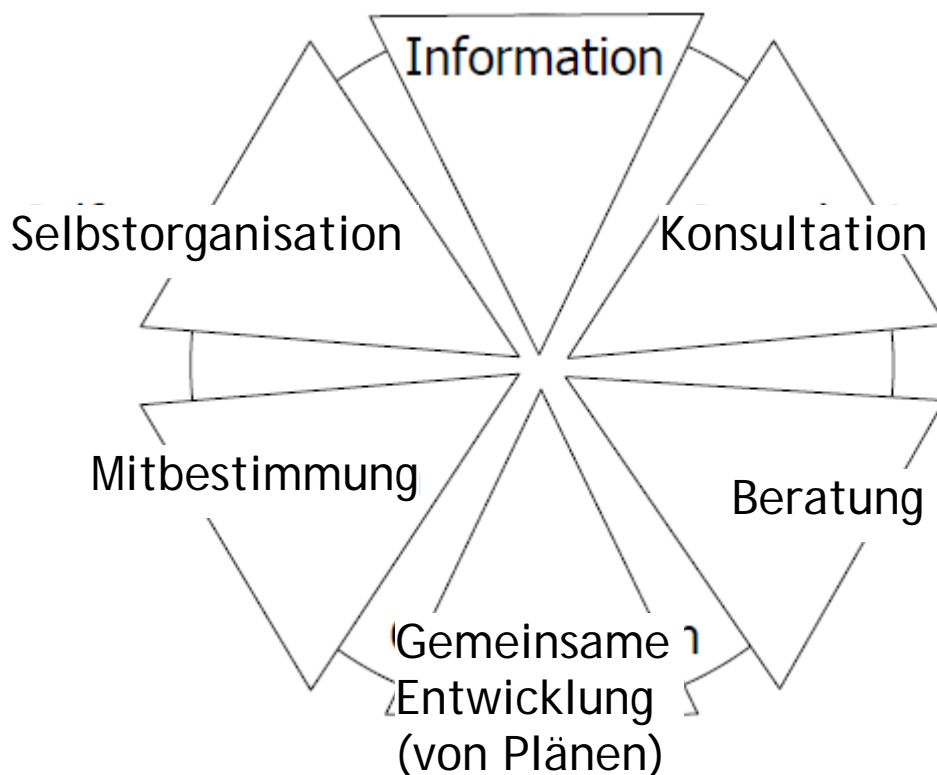 Information
Selbstorganisation
Konsultation
Mitbestimmung
Beratung
Gemeinsame
Entwicklung
(von Plänen)